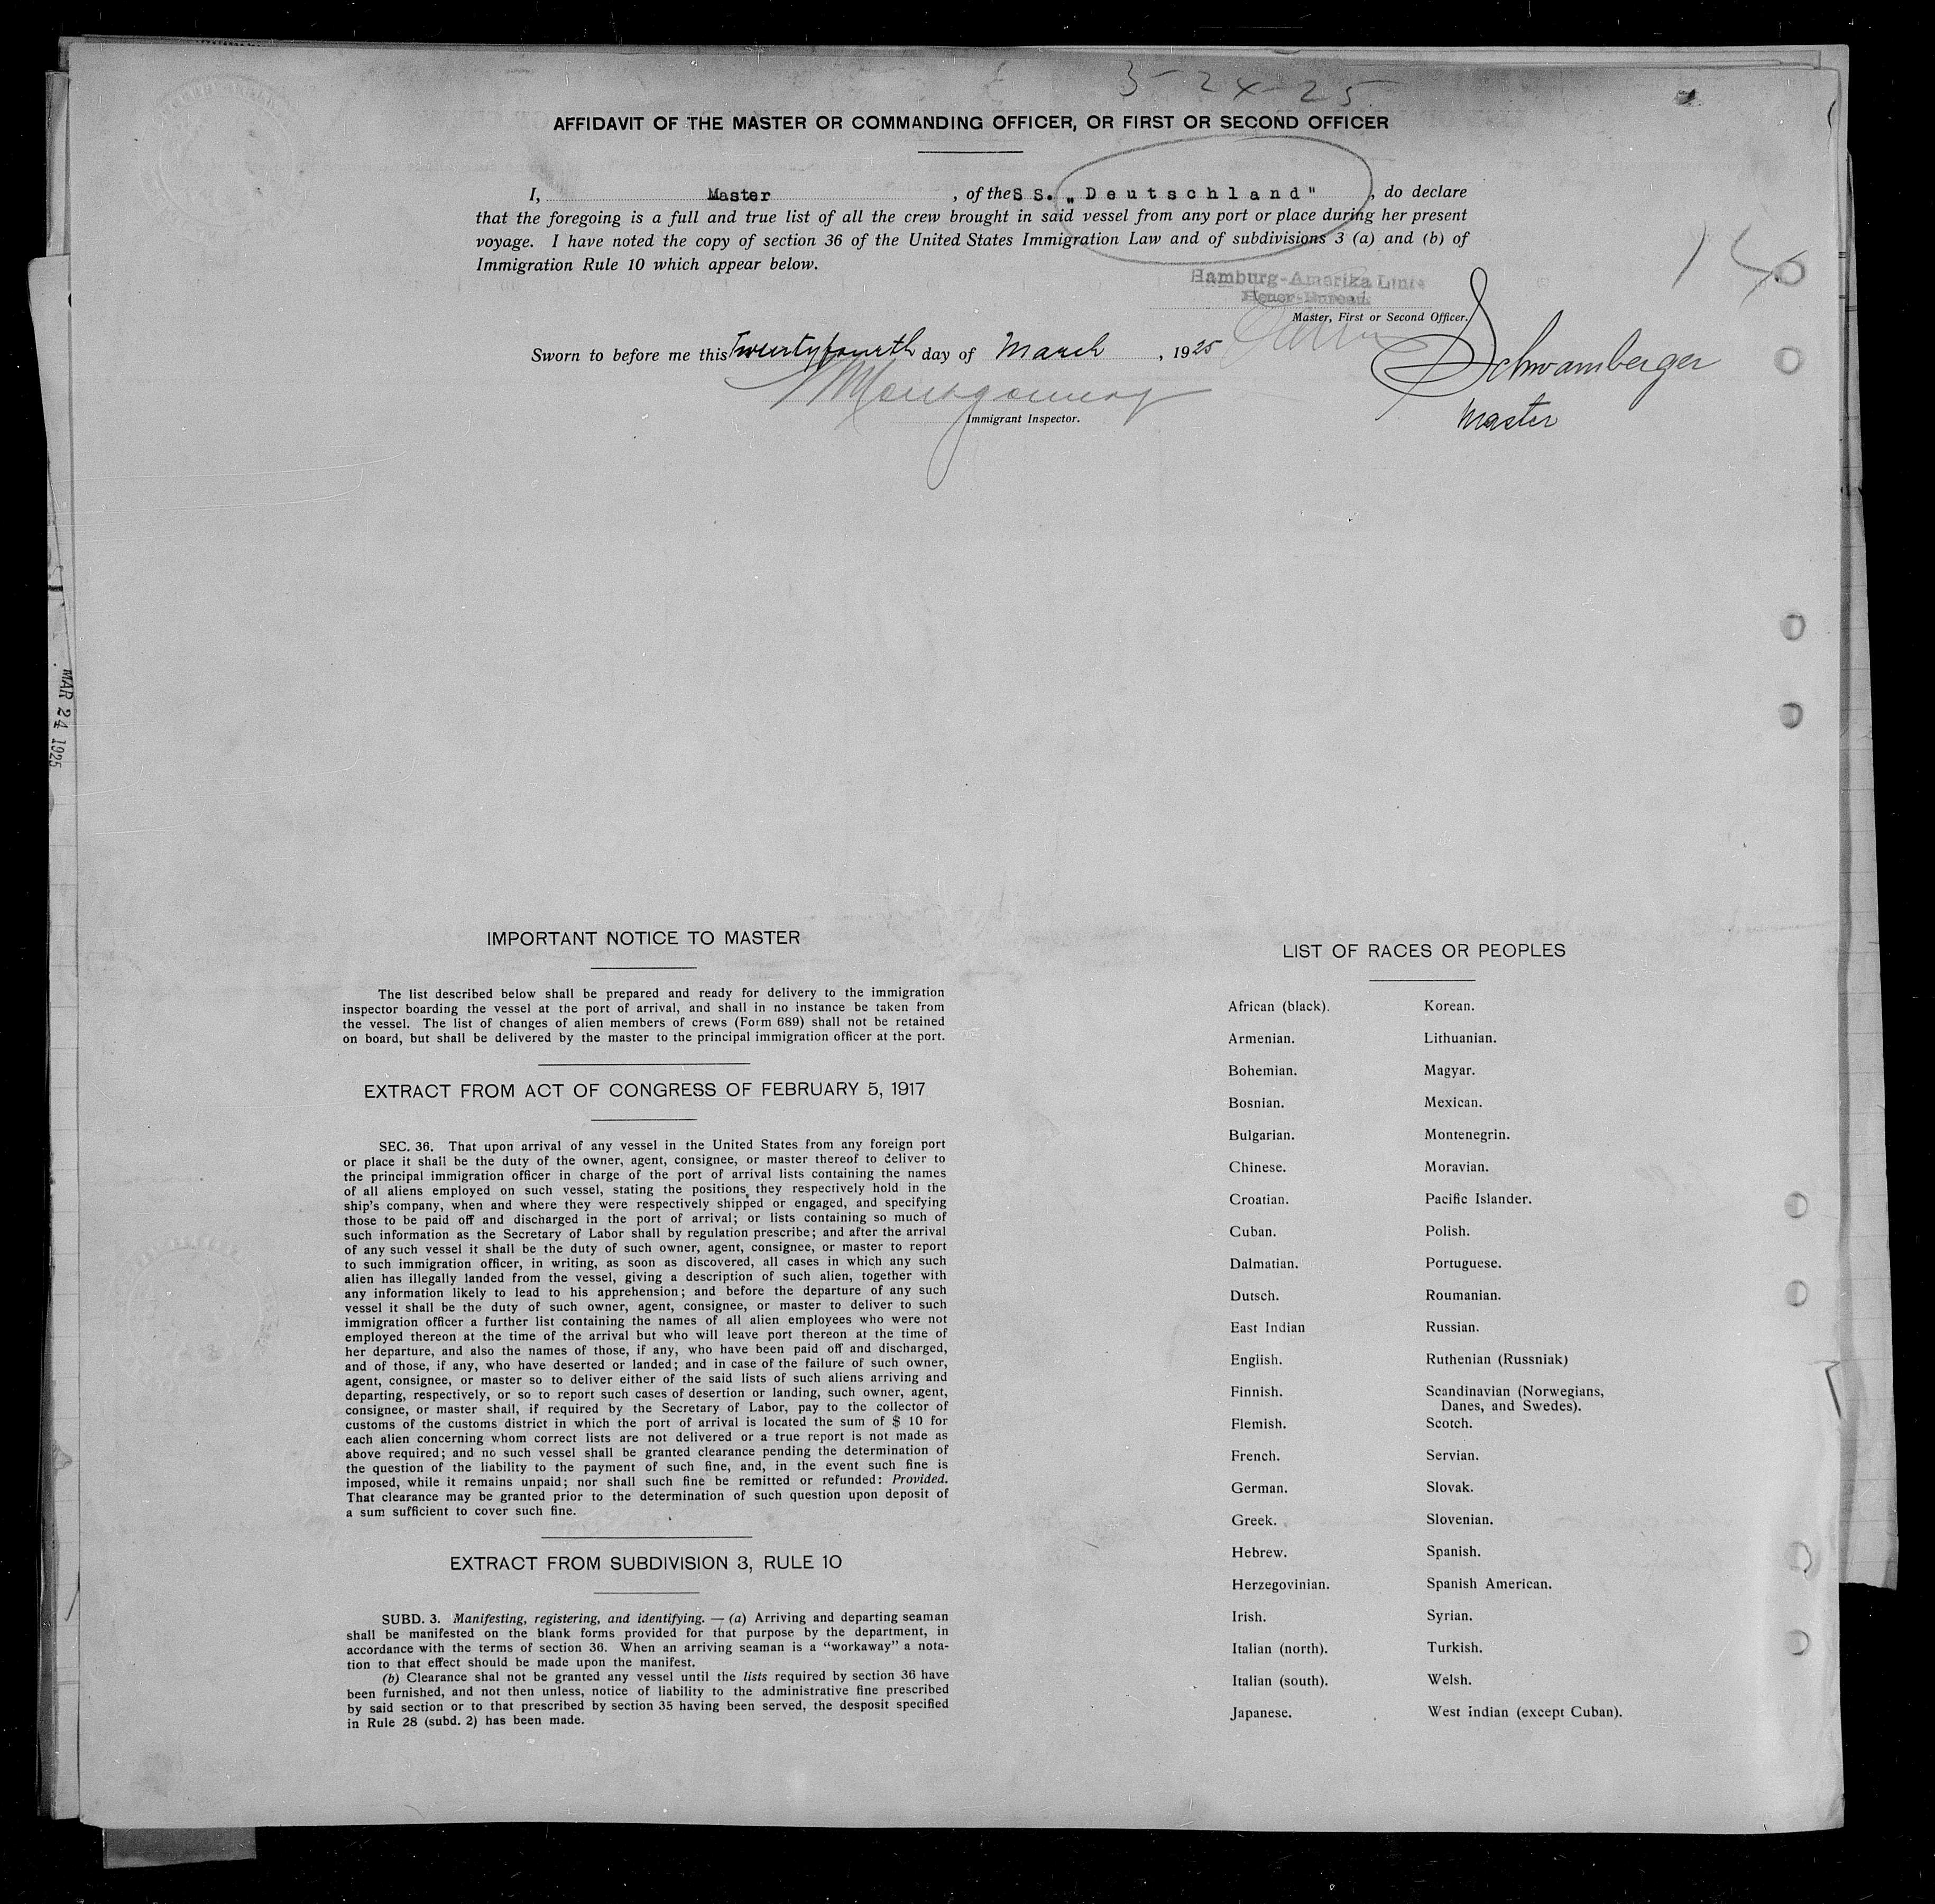 3-24-25
AFFIDAVIT OF THE MASTER OR COMMANDING OFFICER, OR FIRST OR SECOND OFFICER
I, Master, of the S S. „Deutschland", do declare
that the foregoing is a full and true list of all the crew brought in said vessel from any port or place during her present
voyage. I have noted the copy of section 36 of the United States Immigration Law and of subdivisions 3 (a) and (b) of
Immigration Rule 10 which appear below.
14
Hamburg-Amerika Linie
Heuer-Bureau
Master, First or Second Officer.
Sworn to before me this Twentyfourth day of March, 1925
Schwamberger
Master
Montgomery
Immigrant Inspector.
MAR 24 1925
IMPORTANT NOTICE TO MASTER
The list described below shall be prepared and ready for delivery to the immigration
inspector boarding the vessel at the port of arrival, and shall in no instance be taken from
the vessel. The list of changes of alien members of crews (Form 689) shall not be retained
on board, but shall be delivered by the master to the principal immigration officer at the port.
EXTRACT FROM ACT OF CONGRESS OF FEBRUARY 5, 1917
SEC. 36. That upon arrival of any vessel in the United States from any foreign port
or place it shall be the duty of the owner, agent, consignee, or master thereof to deliver to
the principal immigration officer in charge of the port of arrival lists containing the names
of all aliens employed on such vessel, stating the positions they respectively hold in the
ship's company, when and where they were respectively shipped or engaged, and specifying
those to be paid off and discharged in the port of arrival; or lists containing so much of
such information as the Secretary of Labor shall by regulation prescribe; and after the arrival
of any such vessel it shall be the duty of such owner, agent, consignee, or master to report
to such immigration officer, in writing, as soon as discovered, all cases in which any such
alien has illegally landed from the vessel, giving a description of such alien, together with
any information likely to lead to his apprehension; and before the departure of any such
vessel it shall be the duty of such owner, agent, consignee, or master to deliver to such
immigration officer a further list containing the names of all alien employees who were not
employed thereon at the time of the arrival but who will leave port thereon at the time of
her departure, and also the names of those, if any, who have been paid off and discharged,
and of those, if any, who have deserted or landed; and in case of the failure of such owner,
agent, consignee, or master so to deliver either of the said lists of such aliens arriving and
departing, respectively, or so to report such cases of desertion or landing, such owner, agent,
consignee, or master shall, if required by the Secretary of Labor, pay to the collector of
customs of the customs district in which the port of arrival is located the sum of $ 10 for
each alien concerning whom correct lists are not delivered or a true report is not made as
above required; and no such vessel shall be granted clearance pending the determination of
the question of the liability to the payment of such fine, and, in the event such fine is
imposed, while it remains unpaid; nor shall such fine be remitted or refunded: Provided.
That clearance may be granted prior to the determination of such question upon deposit of
a sum sufficient to cover such fine.
EXTRACT FROM SUBDIVISION 3, RULE 10
SUBD. 3. Manifesting, registering, and identifying. — (a) Arriving and departing seaman
shall be manifested on the blank forms provided for that purpose by the department, in
accordance with the terms of section 36. When an arriving seaman is a "workaway" a nota-
tion to that effect should be made upon the manifest.
(b) Clearance shal not be granted any vessel until the lists required by section 36 have
been furnished, and not then unless, notice of liability to the administrative fine prescribed
by said section or to that prescribed by section 35 having been served, the desposit specified
in Rule 28 (subd. 2) has been made.
LIST OF RACES OR PEOPLES
African (black).
Armenian.
Bohemian.
Bosnian.
Bulgarian.
Chinese.
Croatian.
Cuban.
Dalmatian.
Dutsch.
East Indian
English.
Finnish.
Flemish.
French.
German.
Greek.
Hebrew.
Herzegovinian.
Irish.
Italian (north).
Italian (south).
Japanese.
Korean.
Lithuanian.
Magyar.
Mexican.
Montenegrin.
Moravian.
Pacific Islander.
Polish.
Portuguese.
Roumanian.
Russian.
Ruthenian (Russniak)
Scandinavian (Norwegians,
Danes, and Swedes).
Scotch.
Servian.
Slovak.
Slovenian.
Spanish.
Spanish American.
Syrian.
Turkish.
Welsh.
West Indian (except Cuban).